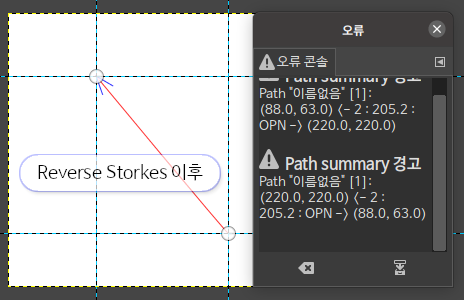 오류
오류 콘솔
Path summary 경고
Path "이름없음" [1] :
(88.0, 63.0) <- 2 : 205.2 :
OPN -> (220.0, 220.0)
Path summary 경고
Path "이름없음" [1] :
(220.0, 220.0) <- 2 :
205.2 : OPN -> (88.0, 63.0)
Reverse Storkes 이후